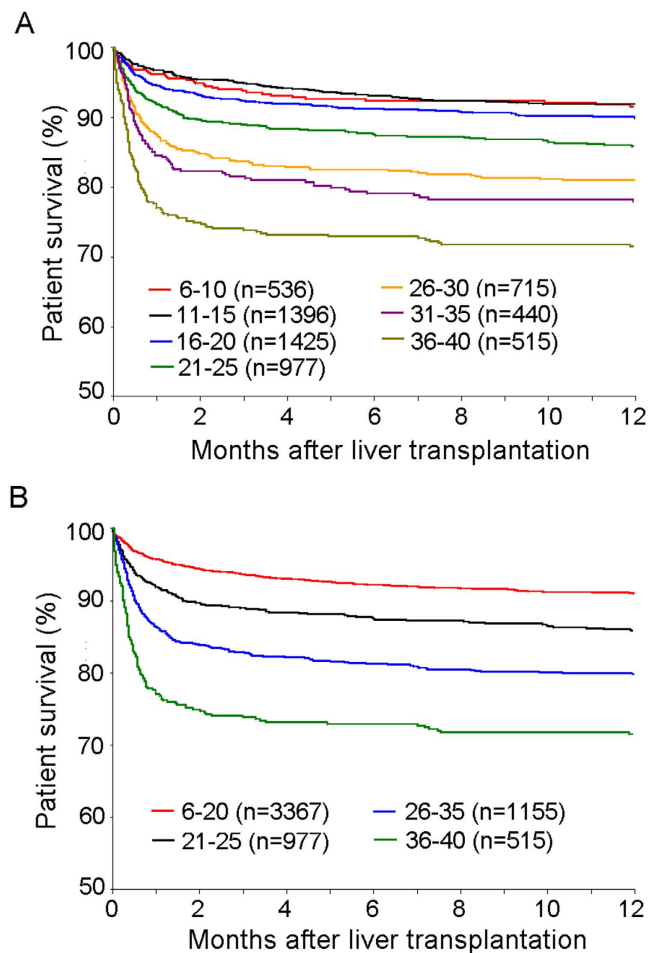 A
Patient survival (%)
100
90
80
70
60
50
6-10 (n=536)
11-15 (n=1396)
16-20 (n=1425)
21-25 (n=977)
26-30 (n=715)
31-35 (n=440)
36-40 (n=515)
0 2 4 6 8 10 12
Months after liver transplantation
B
Patient survival (%)
100
90
80
70
60
50
6-20 (n=3367)
21-25 (n=977)
26-35 (n=1155)
36-40 (n=515)
0 2 4 6 8 10 12
Months after liver transplantation